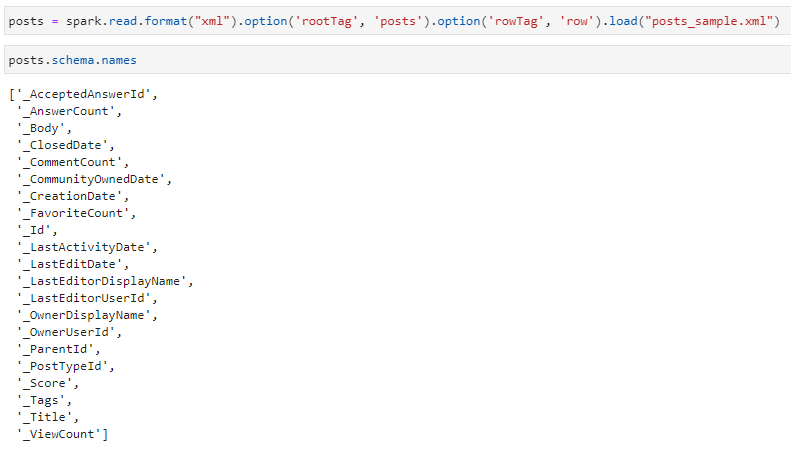 posts = spark.read.format("xml").option('rootTag', 'posts').option('rowTag', 'row').load("posts_sample.xml")
posts.schema.names
['_AcceptedAnswerId',
'_AnswerCount',
'_Body',
'_ClosedDate',
'_CommentCount',
'_CommunityOwnedDate',
'_CreationDate',
'_FavoriteCount',
'_Id',
'_LastActivityDate',
'_LastEditDate',
'_LastEditorDisplayName',
'_LastEditorUserId',
'_OwnerDisplayName',
'_OwnerUserId',
'_ParentId',
'_PostTypeId',
'_Score',
'_Tags',
'_Title',
'_ViewCount']